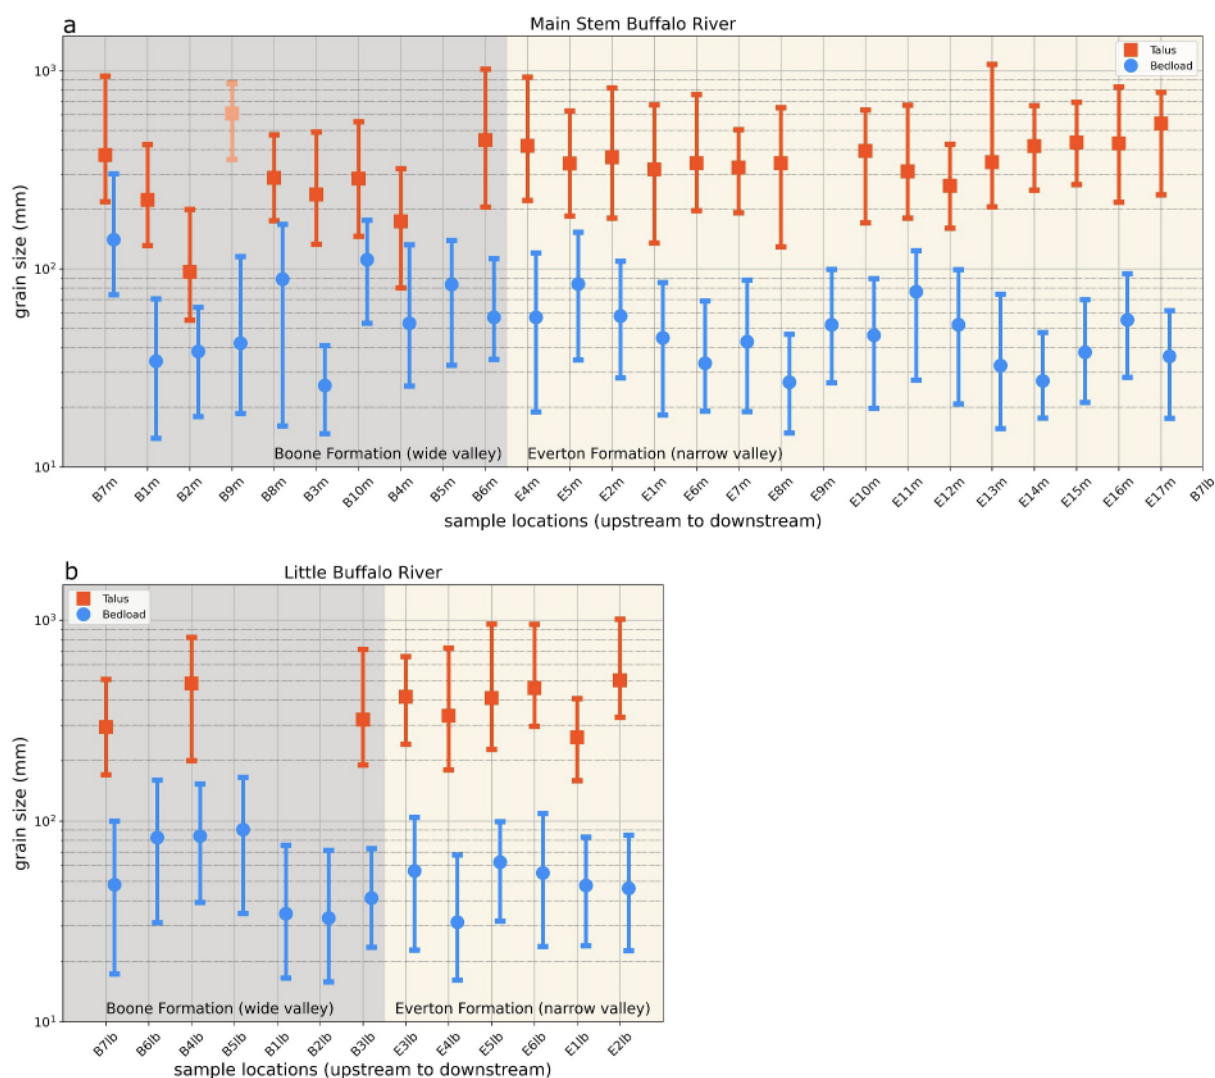 a
Main Stem Buffalo River
Talus
Bedload
grain size (mm)
10³
10²
10¹
Boone Formation (wide valley)
Everton Formation (narrow valley)
B7m B1m B2m B9m B8m B3m B10m B4m B5m B6m E4m E5m E2m E1m E6m E7m E8m E9m E10m E11m E12m E13m E14m E15m E16m E17m B7lb
sample locations (upstream to downstream)
b
Little Buffalo River
Talus
Bedload
grain size (mm)
10³
10²
10¹
Boone Formation (wide valley)
Everton Formation (narrow valley)
B7lb B6lb B4lb B5lb B1lb B2lb B3lb E3lb E4lb E5lb E6lb E1lb E2lb
sample locations (upstream to downstream)